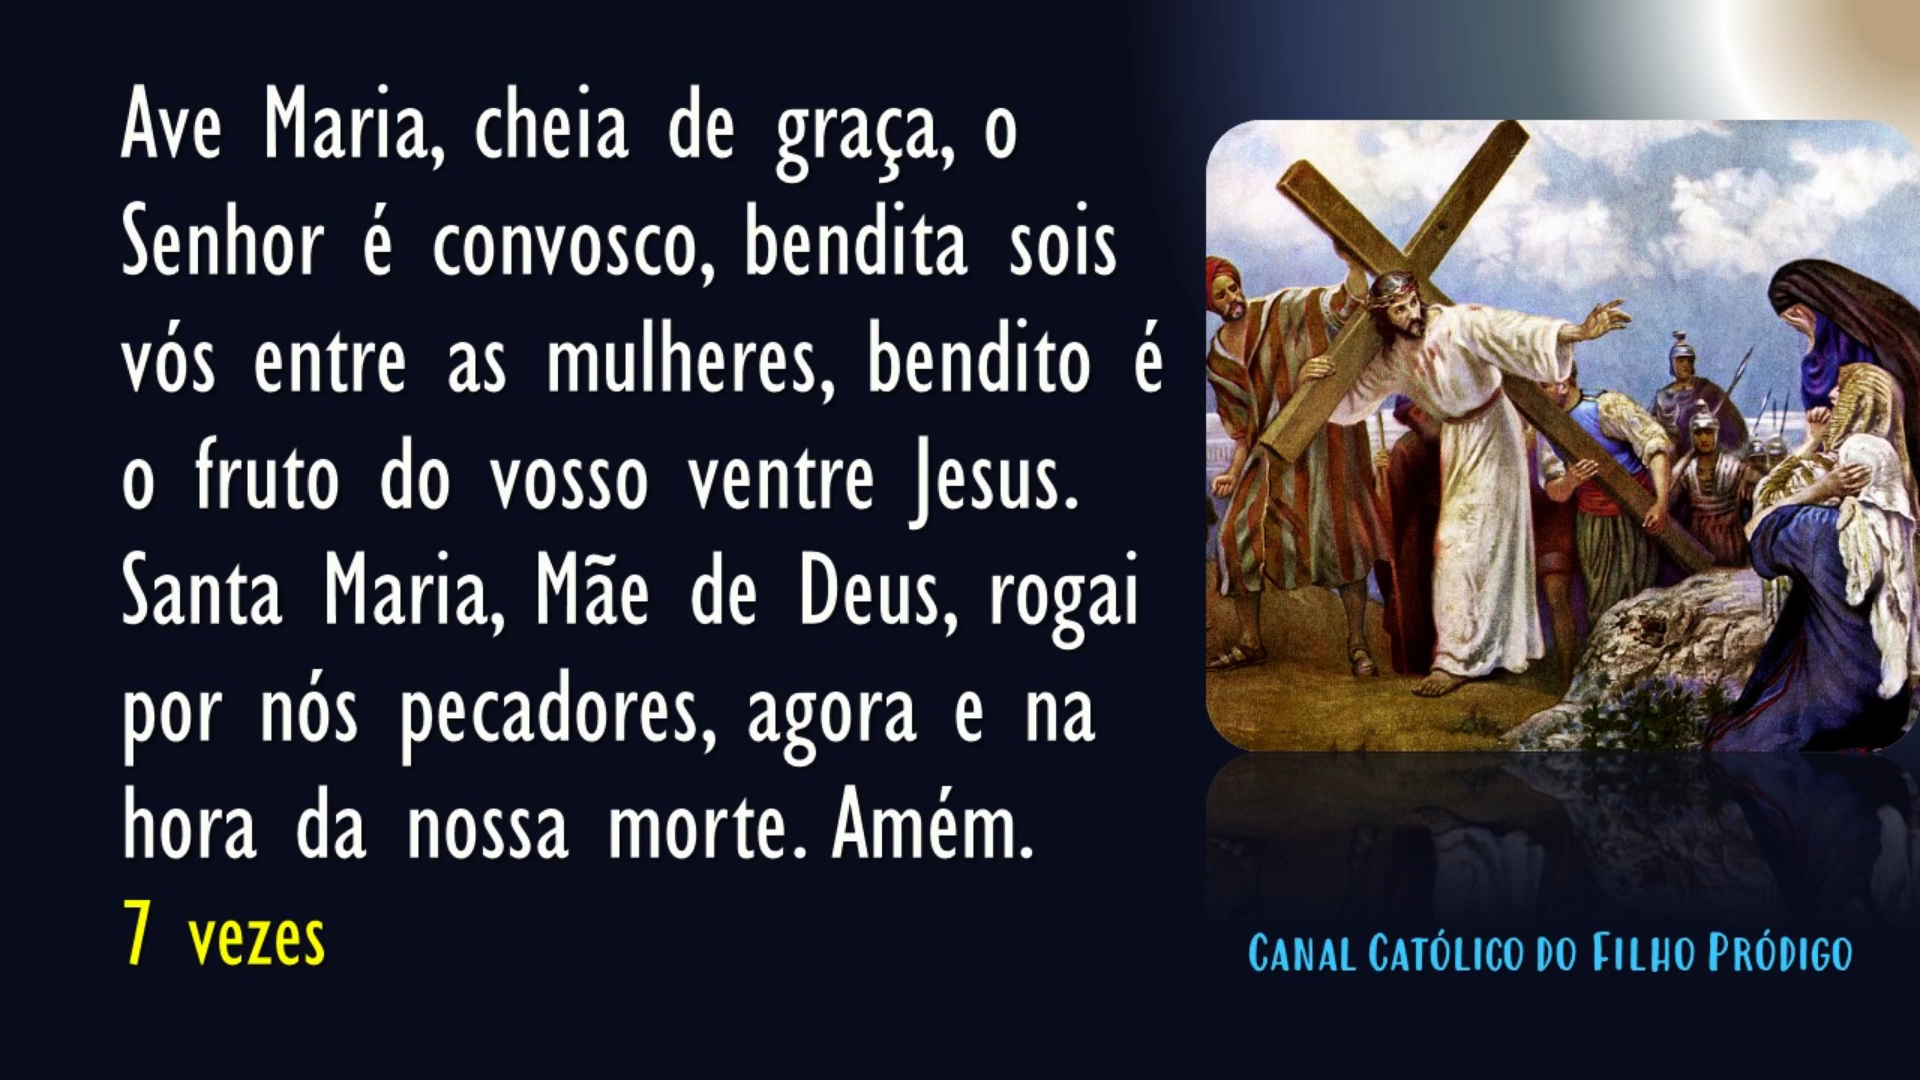 Ave Maria, cheia de graça, o
Senhor é convosco, bendita sois
vós entre as mulheres, bendito é
o fruto do vosso ventre Jesus.
Santa Maria, Mãe de Deus, rogai
por nós pecadores, agora e na
hora da nossa morte. Amém.
7 vezes
Canal Católico do Filho Pródigo